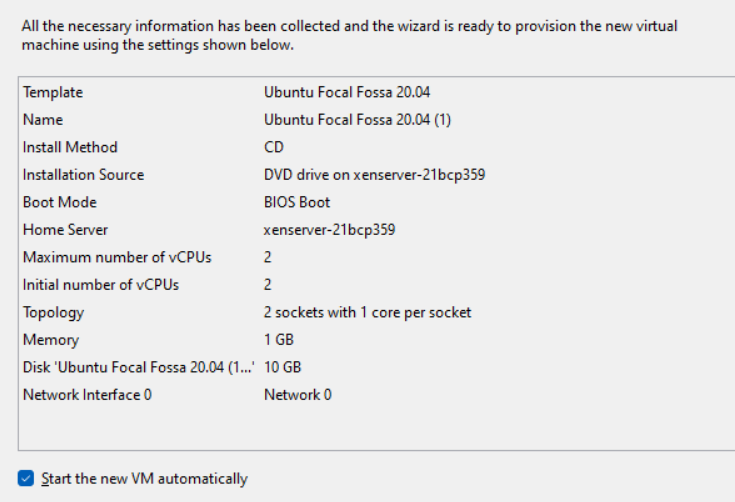 All the necessary information has been collected and the wizard is ready to provision the new virtual
machine using the settings shown below.
Template Ubuntu Focal Fossa 20.04
Name Ubuntu Focal Fossa 20.04 (1)
Install Method CD
Installation Source DVD drive on xenserver-21bcp359
Boot Mode BIOS Boot
Home Server xenserver-21bcp359
Maximum number of vCPUs 2
Initial number of vCPUs 2
Topology 2 sockets with 1 core per socket
Memory 1 GB
Disk 'Ubuntu Focal Fossa 20.04 (1...' 10 GB
Network Interface 0 Network 0
Start the new VM automatically